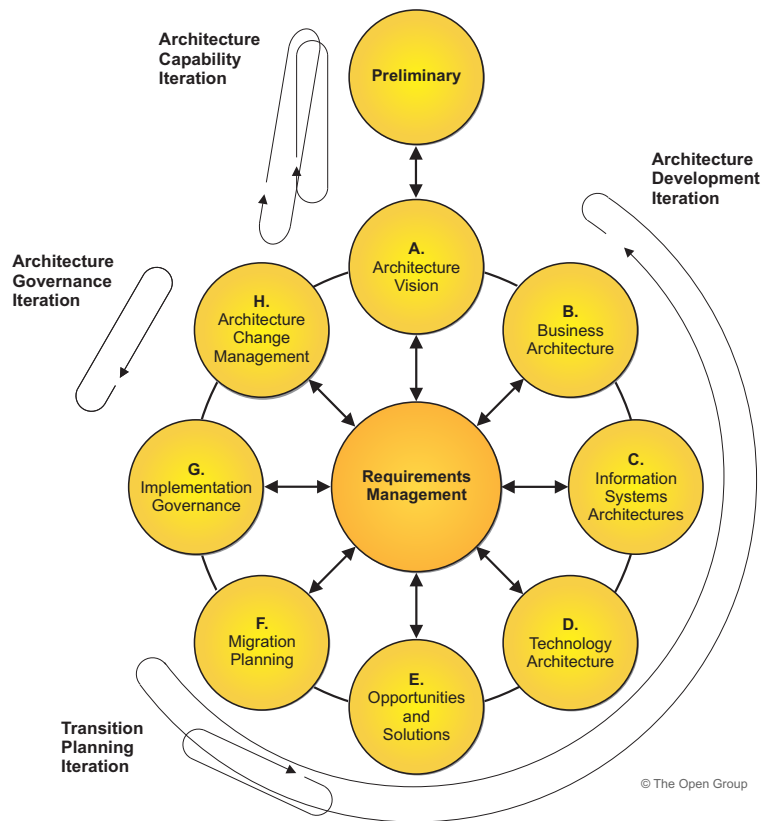 Architecture
Capability
Iteration
Preliminary
Architecture
Development
Iteration
A.
Architecture
Vision
Architecture
Governance
Iteration
H.
Architecture
Change
Management
B.
Business
Architecture
G.
Implementation
Governance
Requirements
Management
C.
Information
Systems
Architectures
F.
Migration
Planning
D.
Technology
Architecture
E.
Opportunities
and
Solutions
Transition
Planning
Iteration
© The Open Group